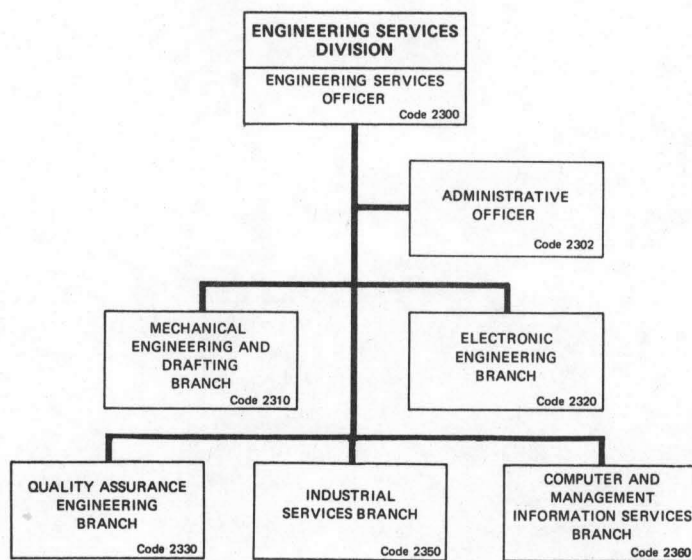 ENGINEERING SERVICES
DIVISION
ENGINEERING SERVICES
OFFICER
Code 2300
ADMINISTRATIVE
OFFICER
Code 2302
MECHANICAL
ENGINEERING AND
DRAFTING
BRANCH
Code 2310
ELECTRONIC
ENGINEERING
BRANCH
Code 2320
QUALITY ASSURANCE
ENGINEERING
BRANCH
Code 2330
INDUSTRIAL
SERVICES BRANCH
Code 2350
COMPUTER AND
MANAGEMENT
INFORMATION SERVICES
BRANCH
Code 2360